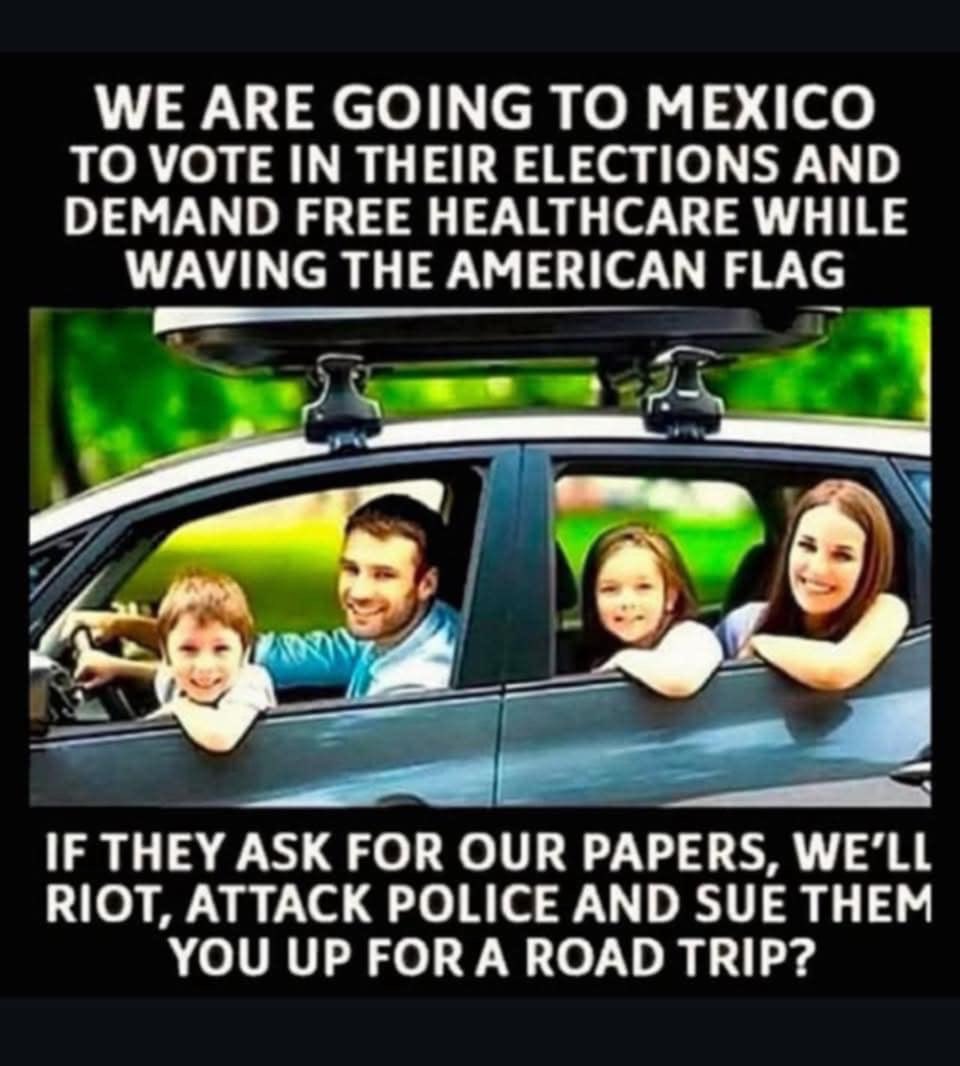 WE ARE GOING TO MEXICO
TO VOTE IN THEIR ELECTIONS AND
DEMAND FREE HEALTHCARE WHILE
WAVING THE AMERICAN FLAG
IF THEY ASK FOR OUR PAPERS, WE'LL
RIOT, ATTACK POLICE AND SUE THEM
YOU UP FOR A ROAD TRIP?